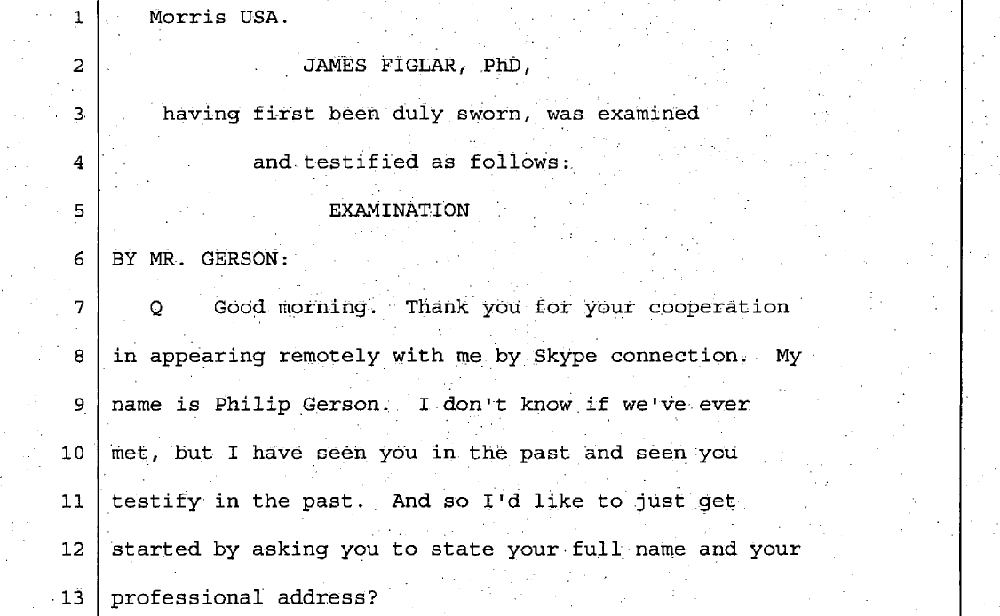 1 Morris USA.
2 JAMES FIGLAR, PhD,
3 having first been duly sworn, was examined
4 and testified as follows:
5 EXAMINATION
6 BY MR. GERSON:
7 Q Good morning. Thank you for your cooperation
8 in appearing remotely with me by Skype connection. My
9 name is Philip Gerson. I don't know if we've ever
10 met, but I have seen you in the past and seen you
11 testify in the past. And so I'd like to just get
12 started by asking you to state your full name and your
13 professional address?